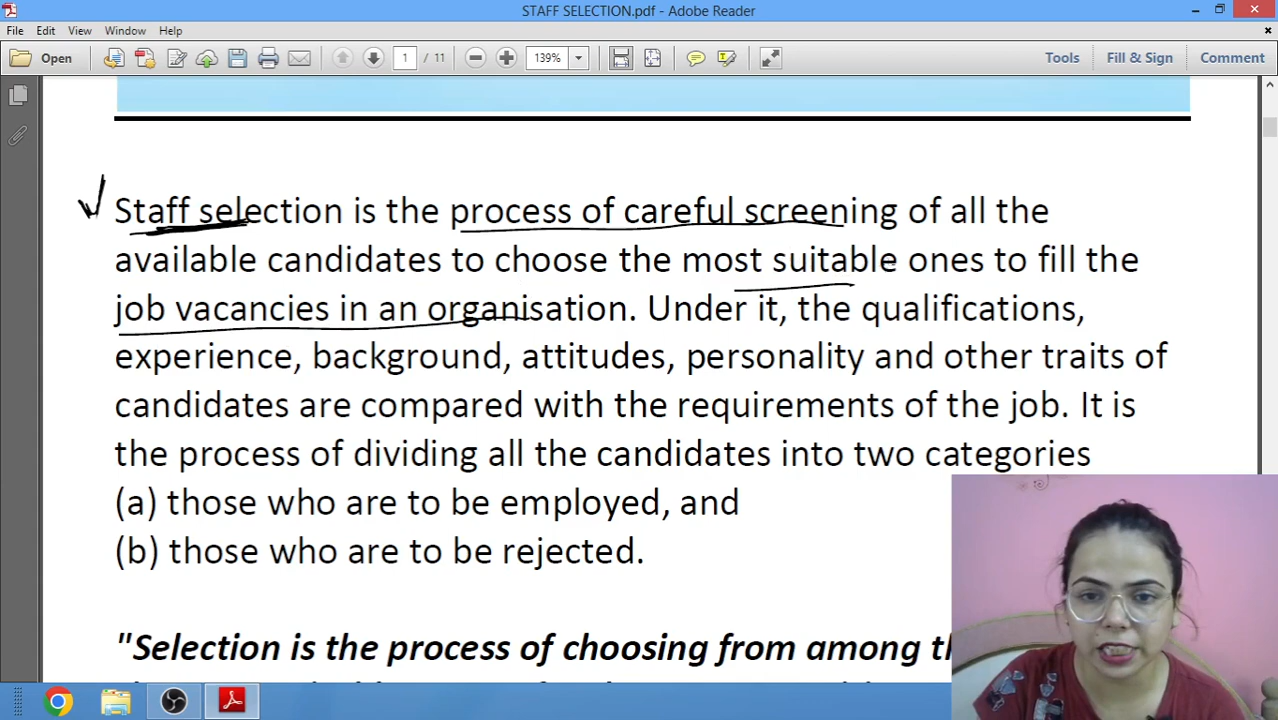 STAFF SELECTION.pdf - Adobe Reader
File Edit View Window Help
Open 1 / 11 139% Tools Fill & Sign Comment
Staff selection is the process of careful screening of all the
available candidates to choose the most suitable ones to fill the
job vacancies in an organisation. Under it, the qualifications,
experience, background, attitudes, personality and other traits of
candidates are compared with the requirements of the job. It is
the process of dividing all the candidates into two categories
(a) those who are to be employed, and
(b) those who are to be rejected.
"Selection is the process of choosing from among